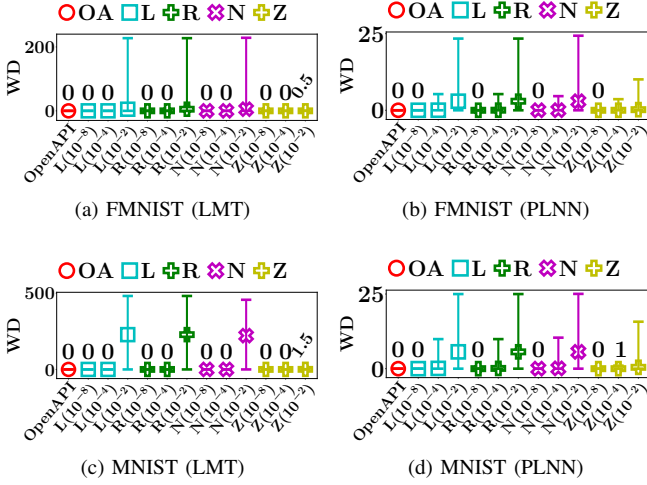 OA L R N Z
WD
200
0
0 0 0 0 0 0 0 0 0 0.5
OpenAPI L(10⁻⁸) L(10⁻⁴) L(10⁻²) R(10⁻⁸) R(10⁻⁴) R(10⁻²) N(10⁻⁸) N(10⁻⁴) N(10⁻²) Z(10⁻⁸) Z(10⁻⁴) Z(10⁻²)
(a) FMNIST (LMT)
OA L R N Z
WD
25
0
0 0 0 0 0
OpenAPI L(10⁻⁸) L(10⁻⁴) L(10⁻²) R(10⁻⁸) R(10⁻⁴) R(10⁻²) N(10⁻⁸) N(10⁻⁴) N(10⁻²) Z(10⁻⁸) Z(10⁻⁴) Z(10⁻²)
(b) FMNIST (PLNN)
OA L R N Z
WD
500
0
0 0 0 0 0 0 0 0 0 1.5
OpenAPI L(10⁻⁸) L(10⁻⁴) L(10⁻²) R(10⁻⁸) R(10⁻⁴) R(10⁻²) N(10⁻⁸) N(10⁻⁴) N(10⁻²) Z(10⁻⁸) Z(10⁻⁴) Z(10⁻²)
(c) MNIST (LMT)
OA L R N Z
WD
25
0
0 0 0 0 0 1
OpenAPI L(10⁻⁸) L(10⁻⁴) L(10⁻²) R(10⁻⁸) R(10⁻⁴) R(10⁻²) N(10⁻⁸) N(10⁻⁴) N(10⁻²) Z(10⁻⁸) Z(10⁻⁴) Z(10⁻²)
(d) MNIST (PLNN)